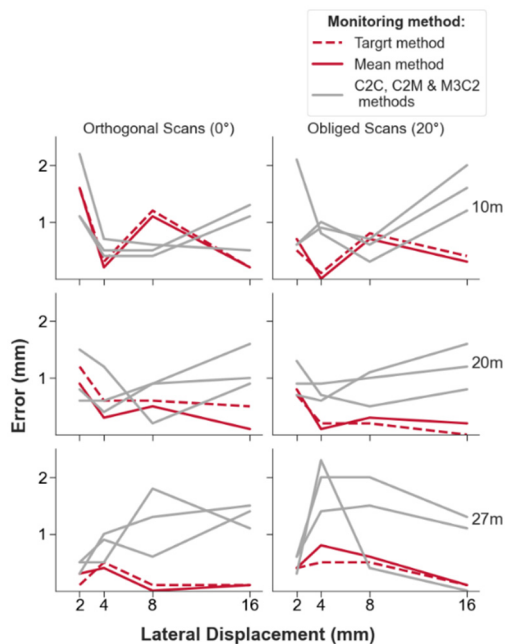 Monitoring method:
Targrt method
Mean method
C2C, C2M & M3C2
methods
Orthogonal Scans (0°)
Obliged Scans (20°)
2
1
10m
2
1
20m
2
1
27m
Error (mm)
2 4 8 16
2 4 8 16
Lateral Displacement (mm)